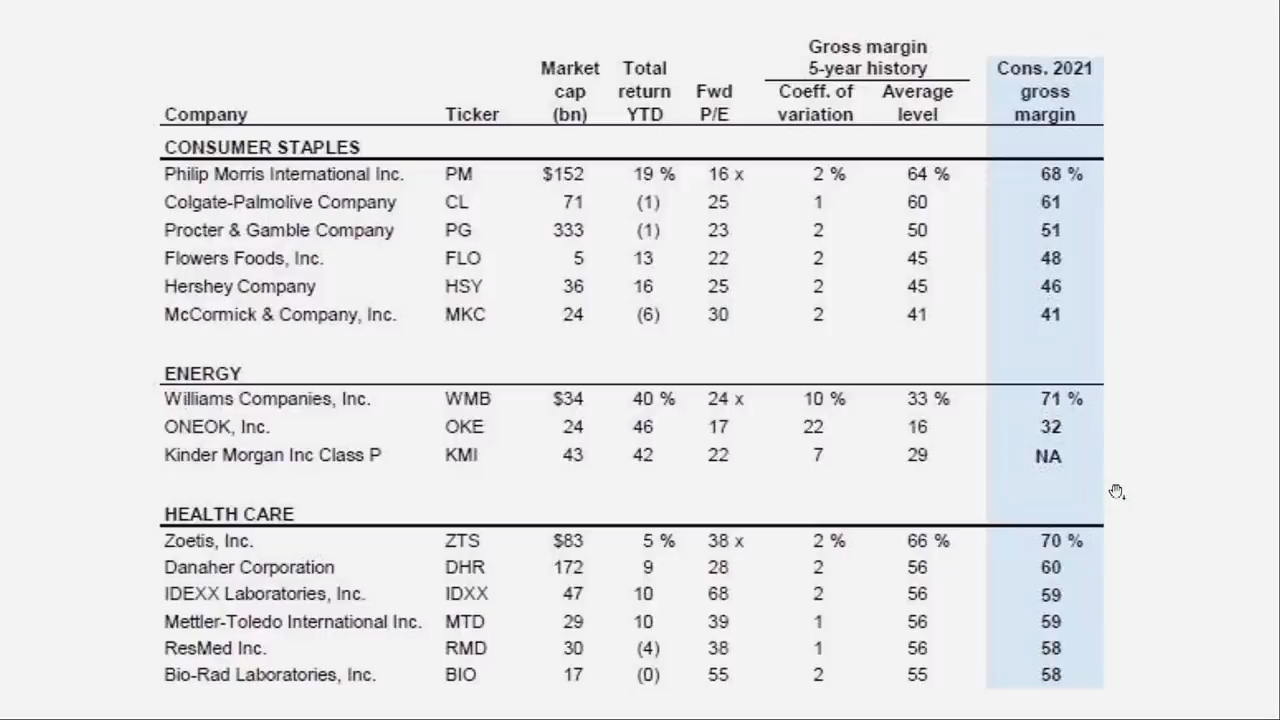 Gross margin
Market Total 5-year history Cons. 2021
cap return Fwd Coeff. of Average gross
Company Ticker (bn) YTD P/E variation level margin
CONSUMER STAPLES
Philip Morris International Inc. PM $152 19 % 16 x 2 % 64 % 68 %
Colgate-Palmolive Company CL 71 (1) 25 1 60 61
Procter & Gamble Company PG 333 (1) 23 2 50 51
Flowers Foods, Inc. FLO 5 13 22 2 45 48
Hershey Company HSY 36 16 25 2 45 46
McCormick & Company, Inc. MKC 24 (6) 30 2 41 41
ENERGY
Williams Companies, Inc. WMB $34 40 % 24 x 10 % 33 % 71 %
ONEOK, Inc. OKE 24 46 17 22 16 32
Kinder Morgan Inc Class P KMI 43 42 22 7 29 NA
HEALTH CARE
Zoetis, Inc. ZTS $83 5 % 38 x 2 % 66 % 70 %
Danaher Corporation DHR 172 9 28 2 56 60
IDEXX Laboratories, Inc. IDXX 47 10 68 2 56 59
Mettler-Toledo International Inc. MTD 29 10 39 1 56 59
ResMed Inc. RMD 30 (4) 38 1 56 58
Bio-Rad Laboratories, Inc. BIO 17 (0) 55 2 55 58